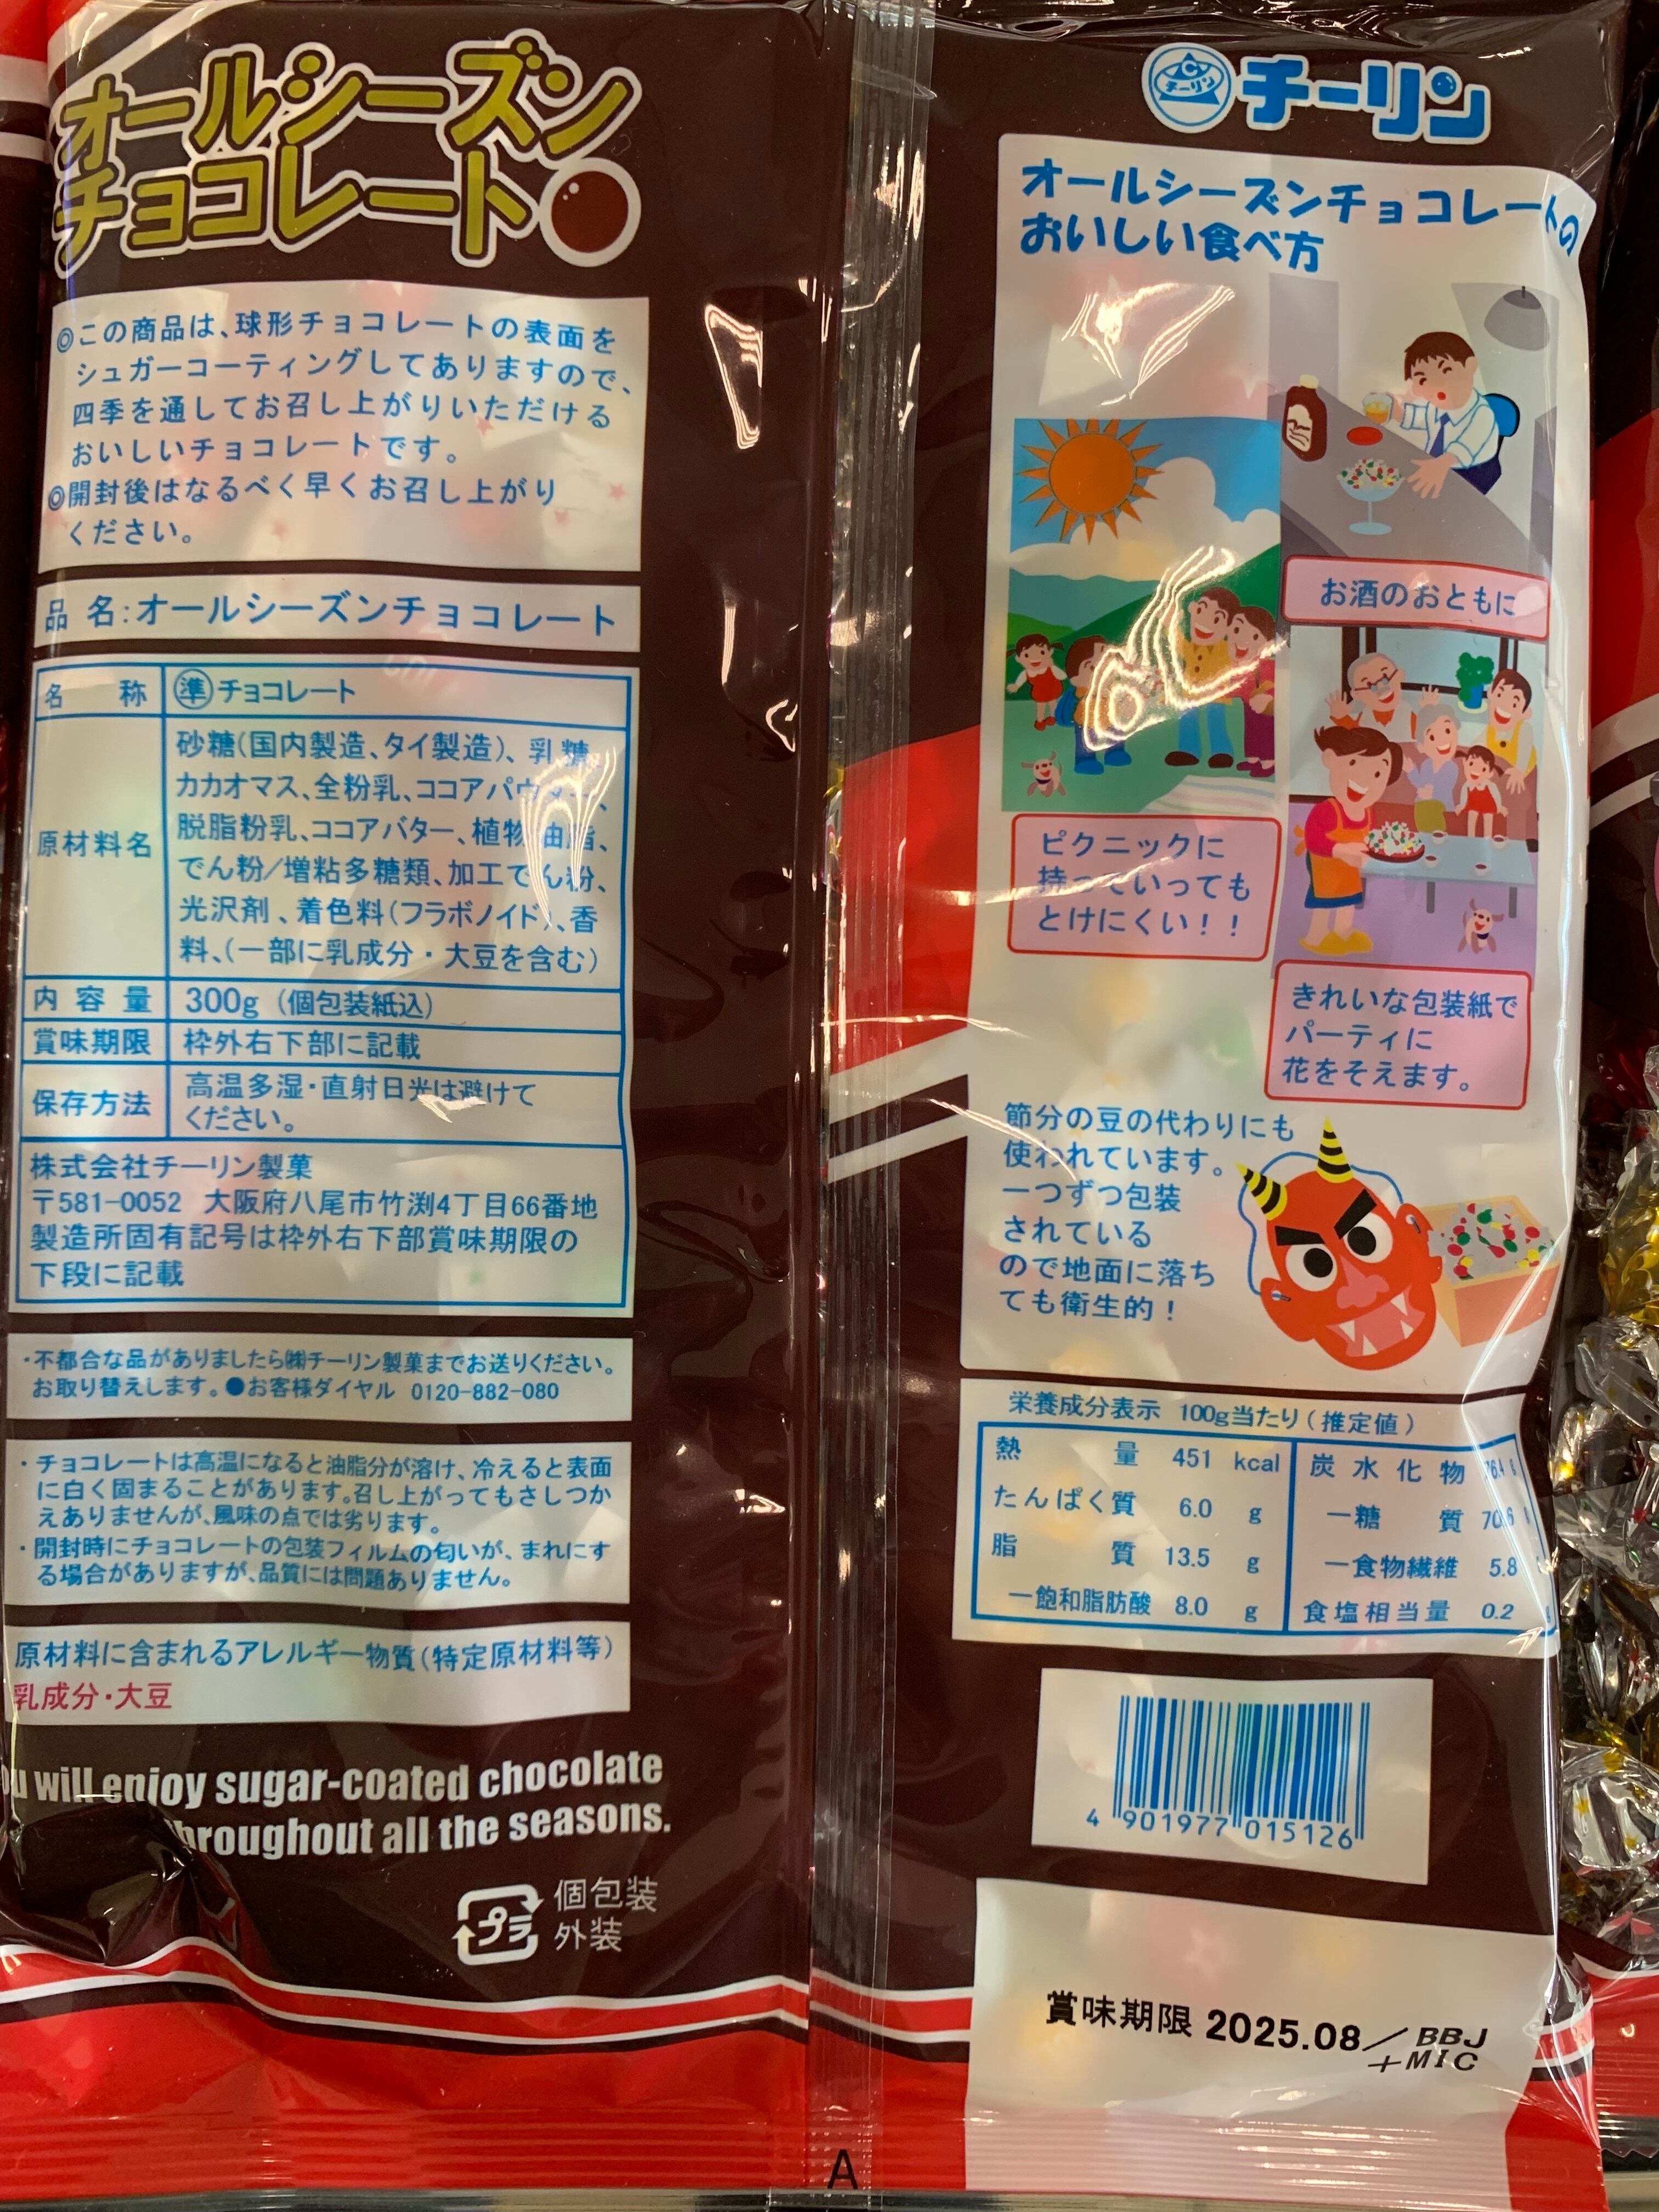 オールシーズン
チョコレート
◎この商品は、球形チョコレートの表面を
シュガーコーティングしてありますので、
四季を通してお召し上がりいただける
おいしいチョコレートです。
◎開封後はなるべく早くお召し上がり
ください。
品 名:オールシーズンチョコレート
名 称 ㊜チョコレート
原材料名
砂糖(国内製造、タイ製造)、乳糖、
カカオマス、全粉乳、ココアパウダー、
脱脂粉乳、ココアバター、植物油脂、
でん粉/増粘多糖類、加工でん粉、
光沢剤、着色料(フラボノイド)、香
料、(一部に乳成分・大豆を含む)
内容量 300g (個包装紙込)
賞味期限 枠外右下部に記載
保存方法 高温多湿・直射日光は避けて
ください。
株式会社チーリン製菓
〒581-0052 大阪府八尾市竹渕4丁目66番地
製造所固有記号は枠外右下部賞味期限の
下段に記載
・不都合な品がありましたら㈱チーリン製菓までお送りください。
お取り替えします。●お客様ダイヤル 0120-882-080
・チョコレートは高温になると油脂分が溶け、冷えると表面
に白く固まることがあります。召し上がってもさしつか
えありませんが、風味の点では劣ります。
・開封時にチョコレートの包装フィルムの匂いが、まれにす
る場合がありますが、品質には問題ありません。
原材料に含まれるアレルギー物質(特定原材料等)
乳成分・大豆
ou will enjoy sugar-coated chocolate
throughout all the seasons.
プラ 個包装
外装
チーリン チーリン
オールシーズンチョコレートの
おいしい食べ方
お酒のおともに
ピクニックに
持っていっても
とけにくい!!
きれいな包装紙で
パーティに
花をそえます。
節分の豆の代わりにも
使われています。
一つずつ包装
されている
ので地面に落ち
ても衛生的!
栄養成分表示 100g当たり(推定値)
熱量 451 kcal 炭水化物 76.4 g
たんぱく質 6.0 g ー糖質 70.6 g
脂質 13.5 g ー食物繊維 5.8
ー飽和脂肪酸 8.0 g 食塩相当量 0.2 g
4 901977 015126
賞味期限 2025.08/BBJ
+MIC
A